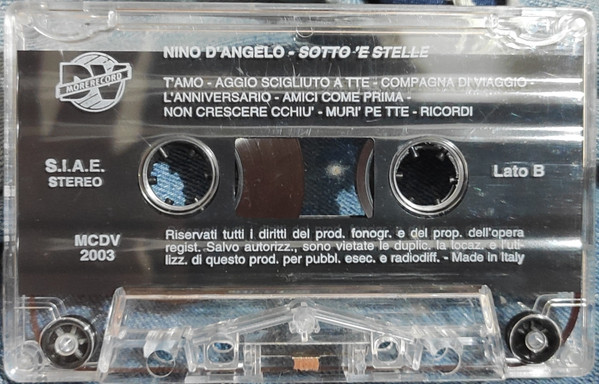 NINO D'ANGELO - SOTTO 'E STELLE
MORERECORD
T'AMO - AGGIO SCIGLIUTO A TTE - COMPAGNA DI VIAGGIO -
L'ANNIVERSARIO - AMICI COME PRIMA -
NON CRESCERE CCHIU' - MURI' PE TTE - RICORDI
S.I.A.E.
STEREO
Lato B
MCDV
2003
Riservati tutti i diritti del prod. fonogr. e del prop. dell'opera
regist. Salvo autorizz., sono vietate le duplic. la locaz. e l'uti-
lizz. di questo prod. per pubbl. esec. e radiodiff. - Made in Italy